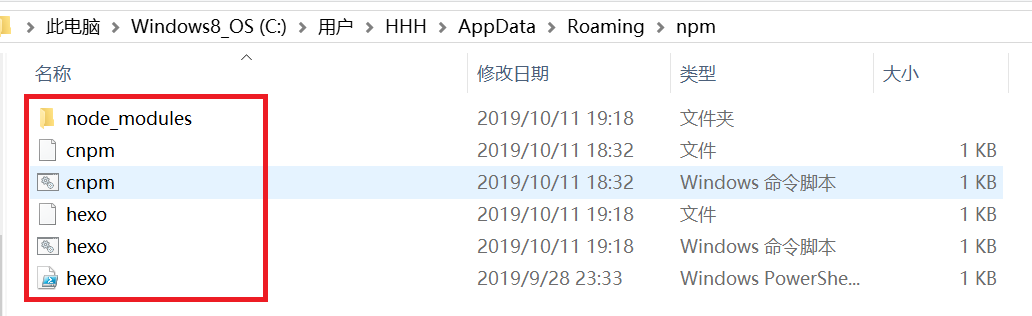 此电脑 > Windows8_OS (C:) > 用户 > HHH > AppData > Roaming > npm
名称 修改日期 类型 大小
node_modules 2019/10/11 19:18 文件夹
cnpm 2019/10/11 18:32 文件 1 KB
cnpm 2019/10/11 18:32 Windows 命令脚本 1 KB
hexo 2019/10/11 19:18 文件 1 KB
hexo 2019/10/11 19:18 Windows 命令脚本 1 KB
hexo 2019/9/28 23:33 Windows PowerShe... 1 KB